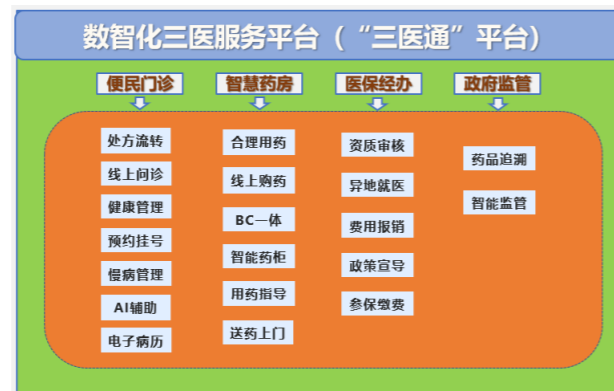 数智化三医服务平台（“三医通”平台）
便民门诊 智慧药房 医保经办 政府监管
处方流转
线上问诊
健康管理
预约挂号
慢病管理
AI辅助
电子病历
合理用药
线上购药
BC一体
智能药柜
用药指导
送药上门
资质审核
异地就医
费用报销
政策宣导
参保缴费
药品追溯
智能监管